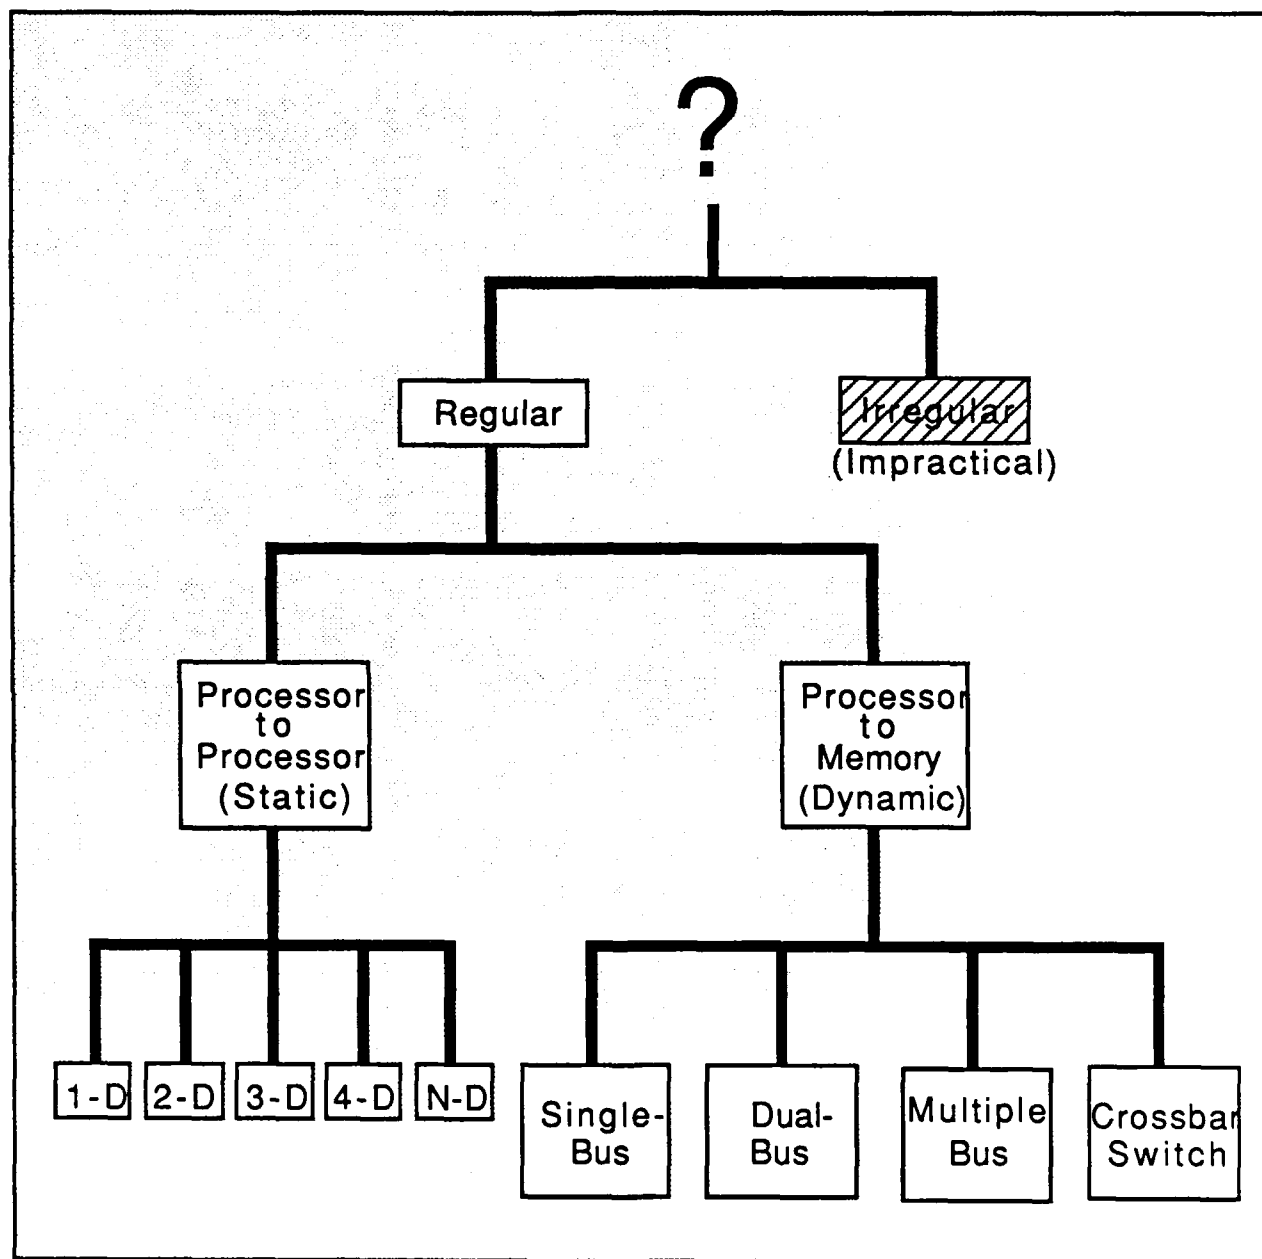 ?
Regular
Irregular
(Impractical)
Processor
to
Processor
(Static)
Processor
to
Memory
(Dynamic)
1-D
2-D
3-D
4-D
N-D
Single-
Bus
Dual-
Bus
Multiple
Bus
Crossbar
Switch